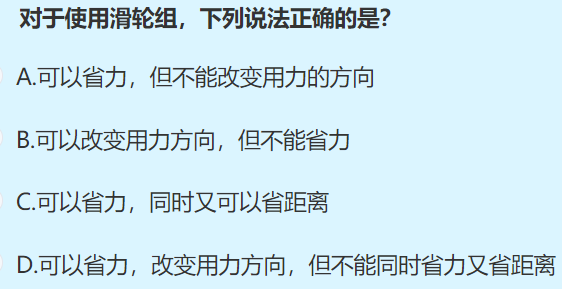 对于使用滑轮组，下列说法正确的是？
A.可以省力，但不能改变用力的方向
B.可以改变用力方向，但不能省力
C.可以省力，同时又可以省距离
D.可以省力，改变用力方向，但不能同时省力又省距离